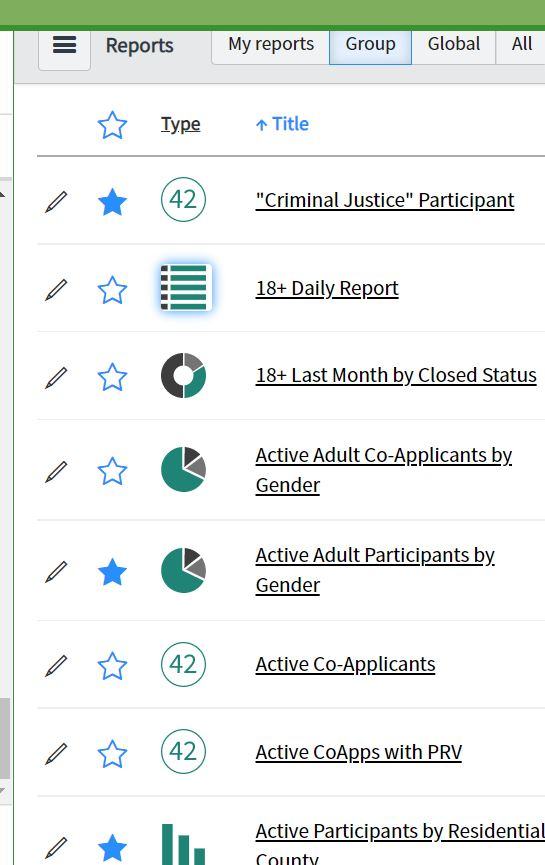 Reports My reports Group Global All
Type Title
42 "Criminal Justice" Participant
18+ Daily Report
18+ Last Month by Closed Status
Active Adult Co-Applicants by
Gender
Active Adult Participants by
Gender
42 Active Co-Applicants
42 Active CoApps with PRV
Active Participants by Residential
County